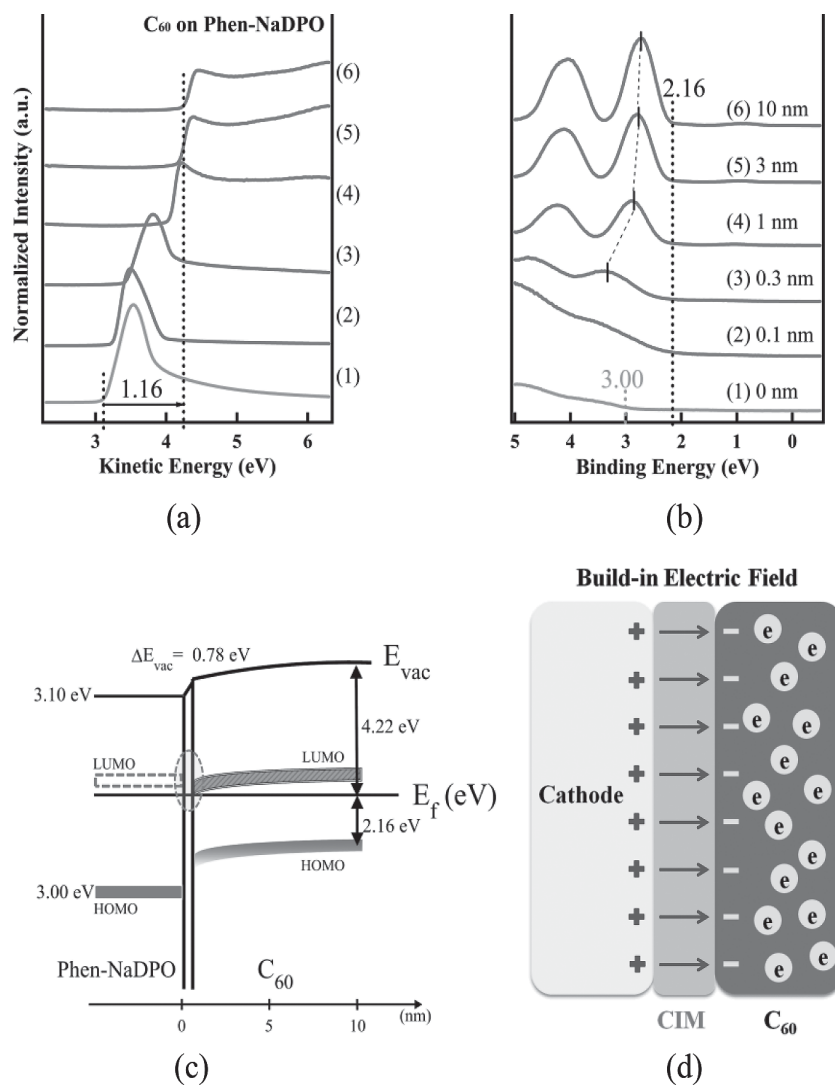 C₆₀ on Phen-NaDPO
Normalized Intensity (a.u.)
(6)
(5)
(4)
(3)
(2)
(1)
1.16
3 4 5 6
Kinetic Energy (eV)
(a)
2.16
(6) 10 nm
(5) 3 nm
(4) 1 nm
(3) 0.3 nm
(2) 0.1 nm
3.00
(1) 0 nm
5 4 3 2 1 0
Binding Energy (eV)
(b)
ΔE_vac = 0.78 eV
E_vac
3.10 eV
4.22 eV
LUMO
LUMO
E_f (eV)
2.16 eV
HOMO
3.00 eV
HOMO
Phen-NaDPO
C₆₀
0 5 10 (nm)
(c)
Build-in Electric Field
+ − e
+ − e
+ − e
+ − e e
+ − e
Cathode
+ − e e
+ − e
+ − e e
+ − e e
+ − e e
CIM
C₆₀
(d)